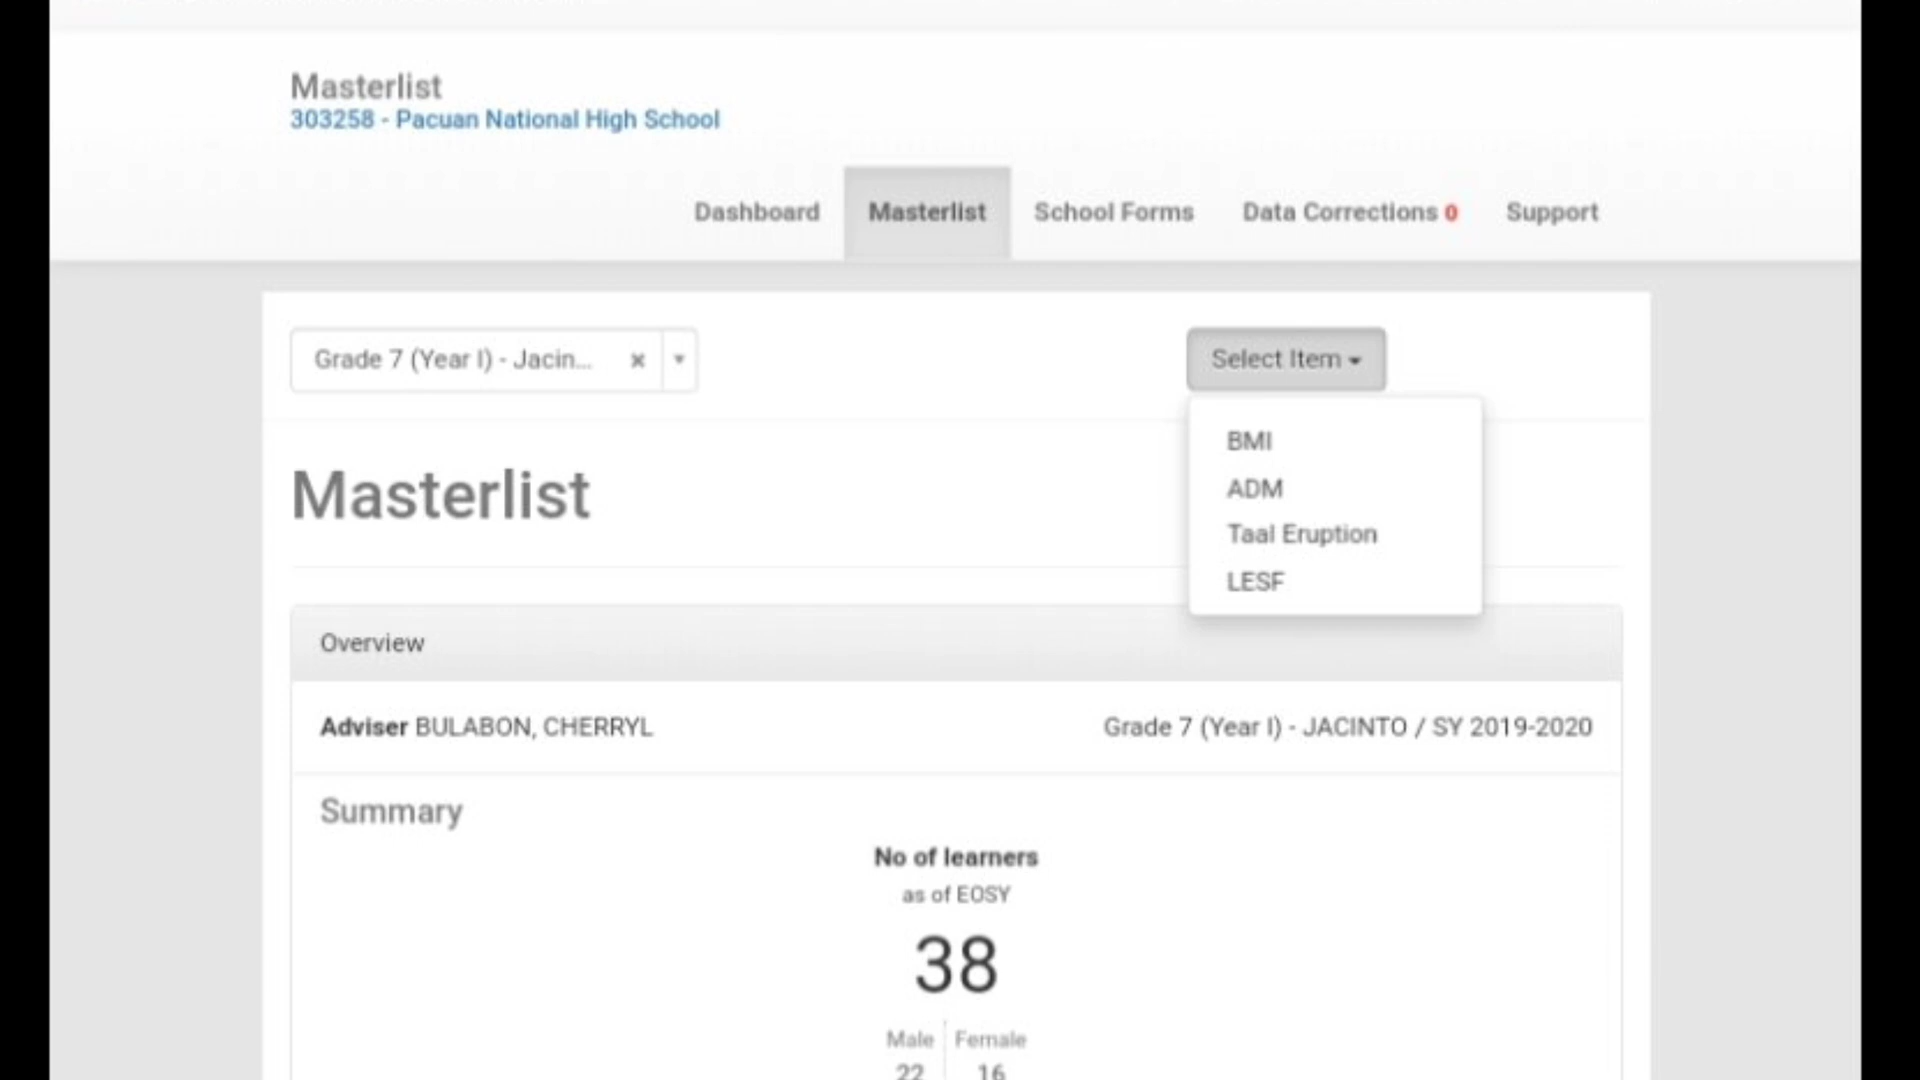 Masterlist
303258 - Pacuan National High School
Dashboard Masterlist School Forms Data Corrections 0 Support
Grade 7 (Year I) - Jacin... Select Item
BMI
ADM
Taal Eruption
LESF
Masterlist
Overview
Adviser BULABON, CHERRYL Grade 7 (Year I) - JACINTO / SY 2019-2020
Summary
No of learners
as of EOSY
38
Male Female
22 16